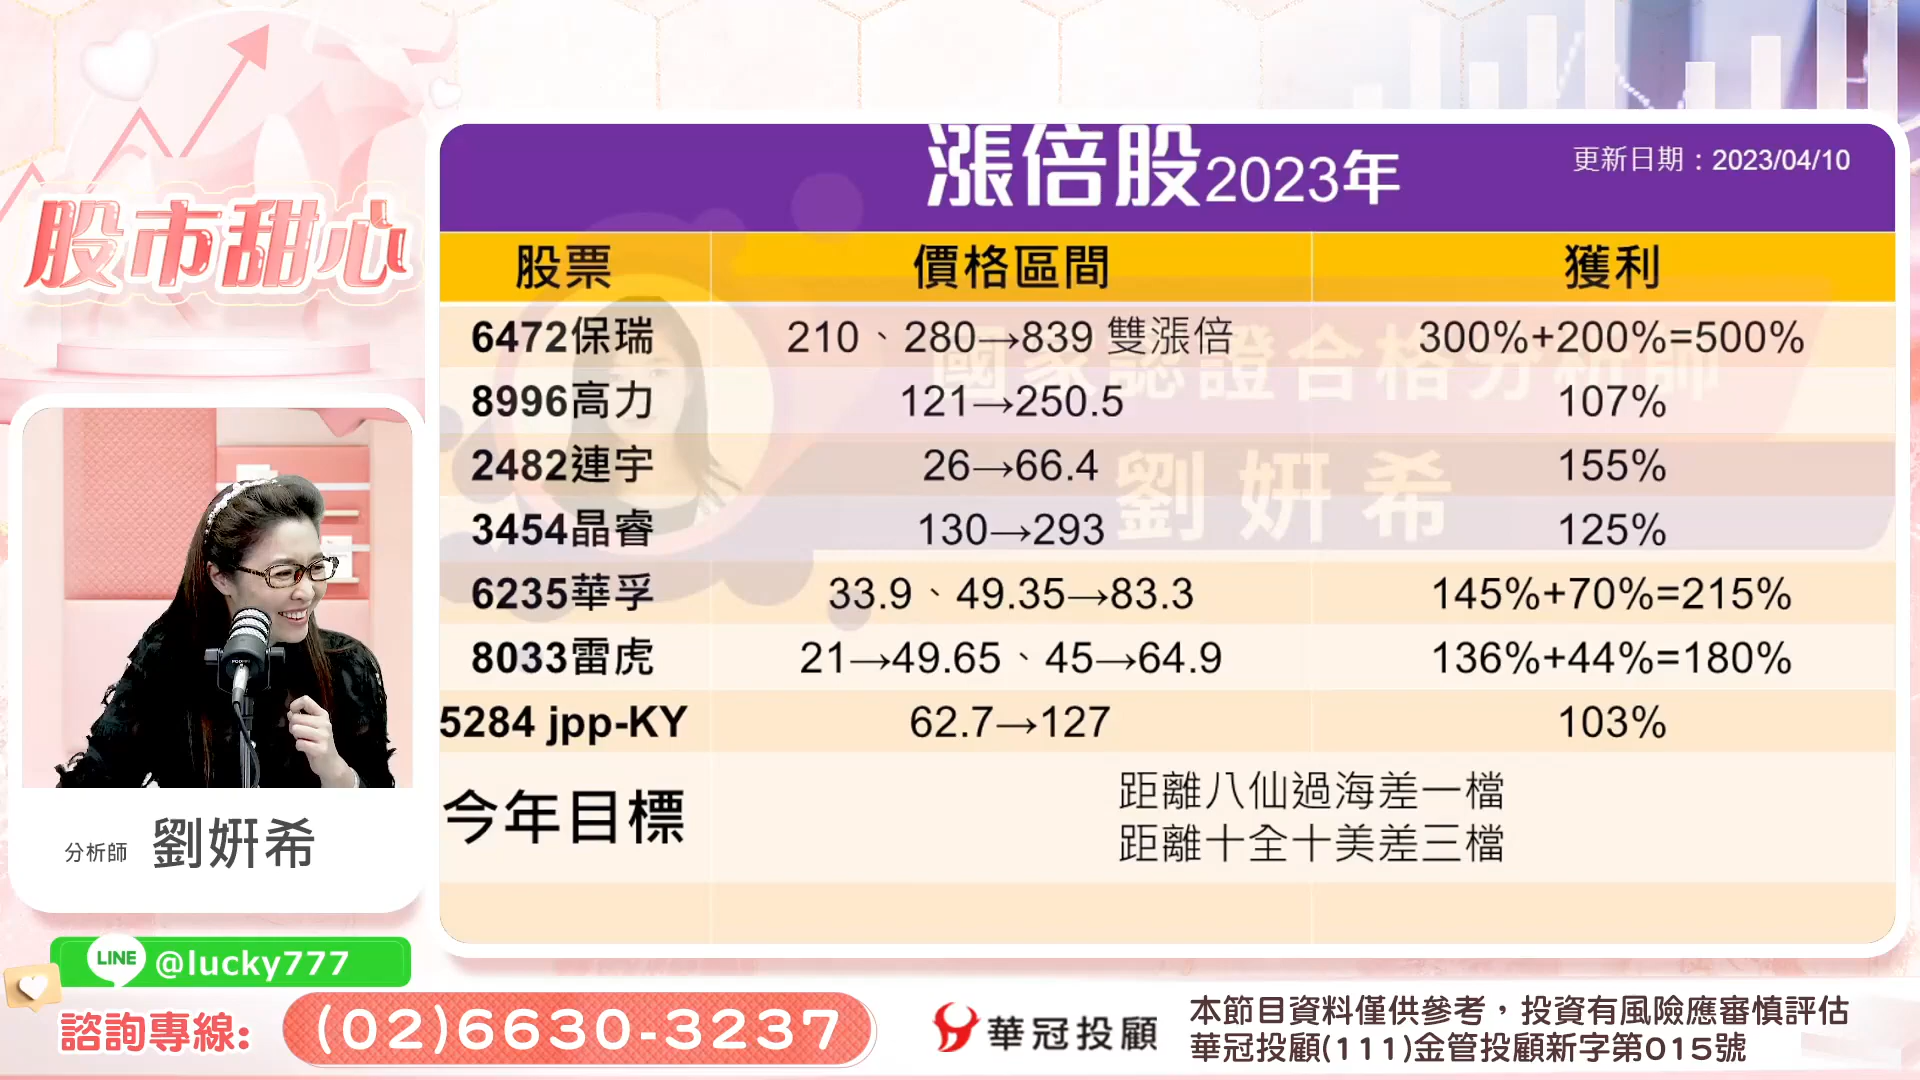 股市甜心
分析師 劉妍希
LINE @lucky777
漲倍股2023年
更新日期：2023/04/10
股票 價格區間 獲利
6472保瑞 210、280→839 雙漲倍 300%+200%=500%
8996高力 121→250.5 107%
2482連宇 26→66.4 155%
3454晶睿 130→293 125%
6235華孚 33.9、49.35→83.3 145%+70%=215%
8033雷虎 21→49.65、45→64.9 136%+44%=180%
5284 jpp-KY 62.7→127 103%
今年目標
距離八仙過海差一檔
距離十全十美差三檔
國家認證合格分析師
劉妍希
諮詢專線: (02)6630-3237
華冠投顧
本節目資料僅供參考，投資有風險應審慎評估
華冠投顧(111)金管投顧新字第015號